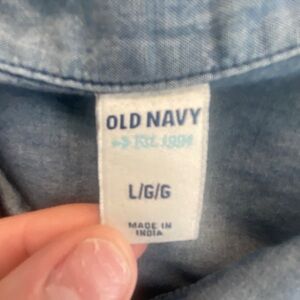 OLD NAVY
EST. 1994
L/G/G
MADE IN
INDIA